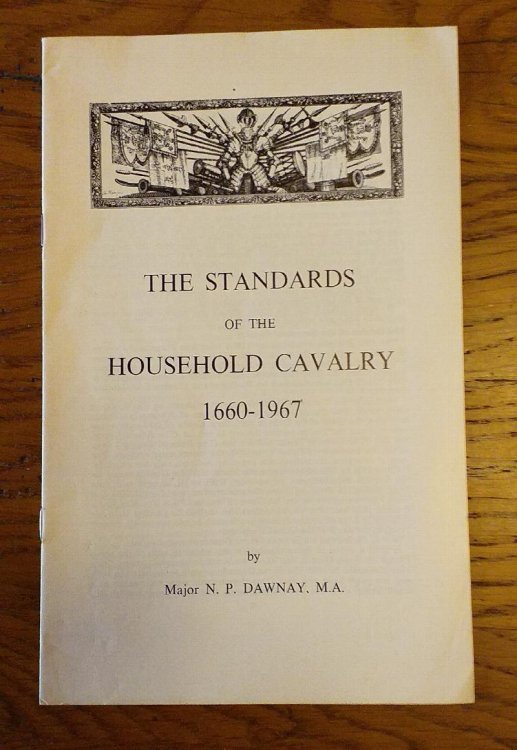 THE STANDARDS
OF THE
HOUSEHOLD CAVALRY
1660-1967
by
Major N. P. DAWNAY, M.A.